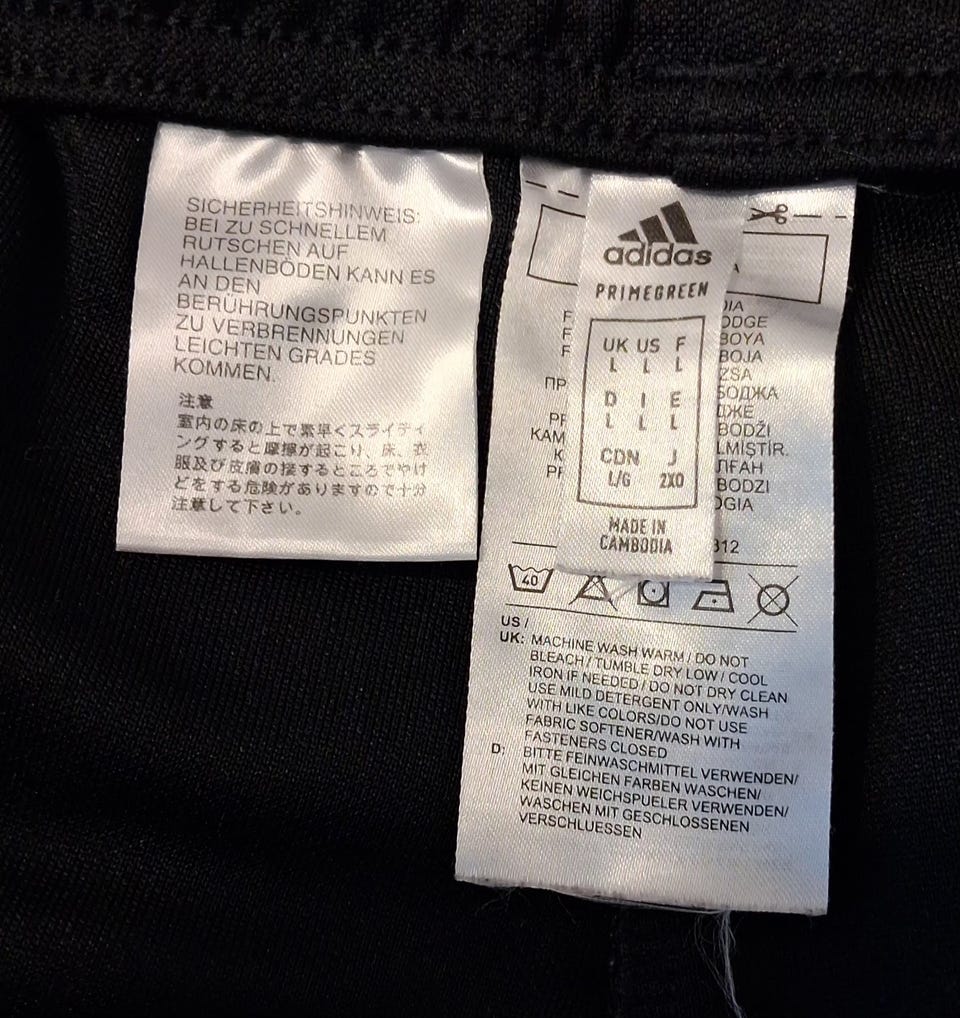 SICHERHEITSHINWEIS:
BEI ZU SCHNELLEM
RUTSCHEN AUF
HALLENBÖDEN KANN ES
AN DEN
BERÜHRUNGSPUNKTEN
ZU VERBRENNUNGEN
LEICHTEN GRADES
KOMMEN.
注意
室内の床の上で素早くスライディ
ングすると摩擦が起こり、床、衣
服及び皮膚の接するところでやけ
どをする危険がありますので十分
注意して下さい。
adidas
PRIMEGREEN
UK US F
L L L
D I E
L L L
CDN J
L/G 2XO
MADE IN
CAMBODIA
40
US /
UK: MACHINE WASH WARM / DO NOT
BLEACH / TUMBLE DRY LOW / COOL
IRON IF NEEDED / DO NOT DRY CLEAN
USE MILD DETERGENT ONLY/WASH
WITH LIKE COLORS/DO NOT USE
FABRIC SOFTENER/WASH WITH
FASTENERS CLOSED
D: BITTE FEINWASCHMITTEL VERWENDEN/
MIT GLEICHEN FARBEN WASCHEN/
KEINEN WEICHSPUELER VERWENDEN/
WASCHEN MIT GESCHLOSSENEN
VERSCHLUESSEN